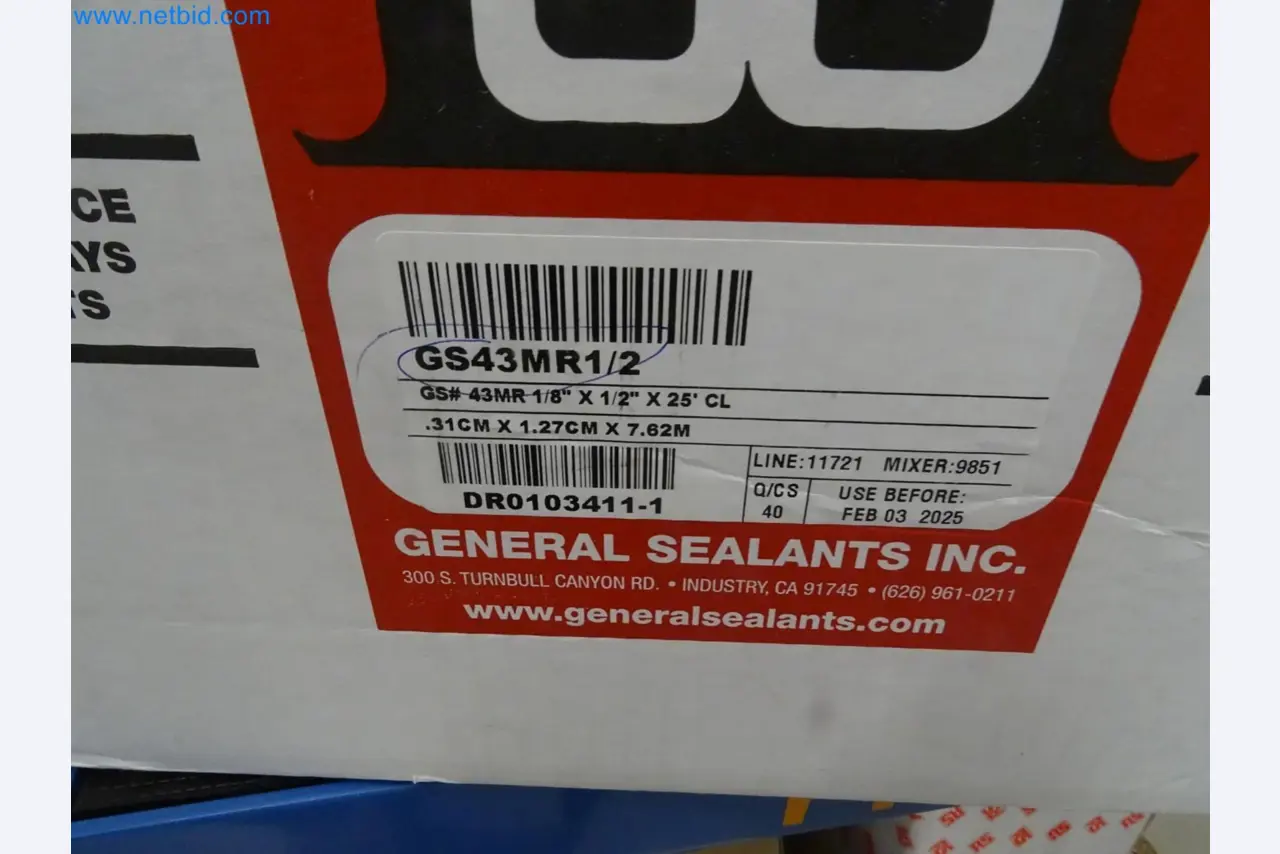 www.netbid.com
CE
AYS
TS
GS43MR1/2
GS# 43MR 1/8" X 1/2" X 25' CL
.31CM X 1.27CM X 7.62M
LINE:11721 MIXER:9851
DR0103411-1
Q/CS
40
USE BEFORE:
FEB 03 2025
GENERAL SEALANTS INC.
300 S. TURNBULL CANYON RD. • INDUSTRY, CA 91745 • (626) 961-0211
www.generalsealants.com